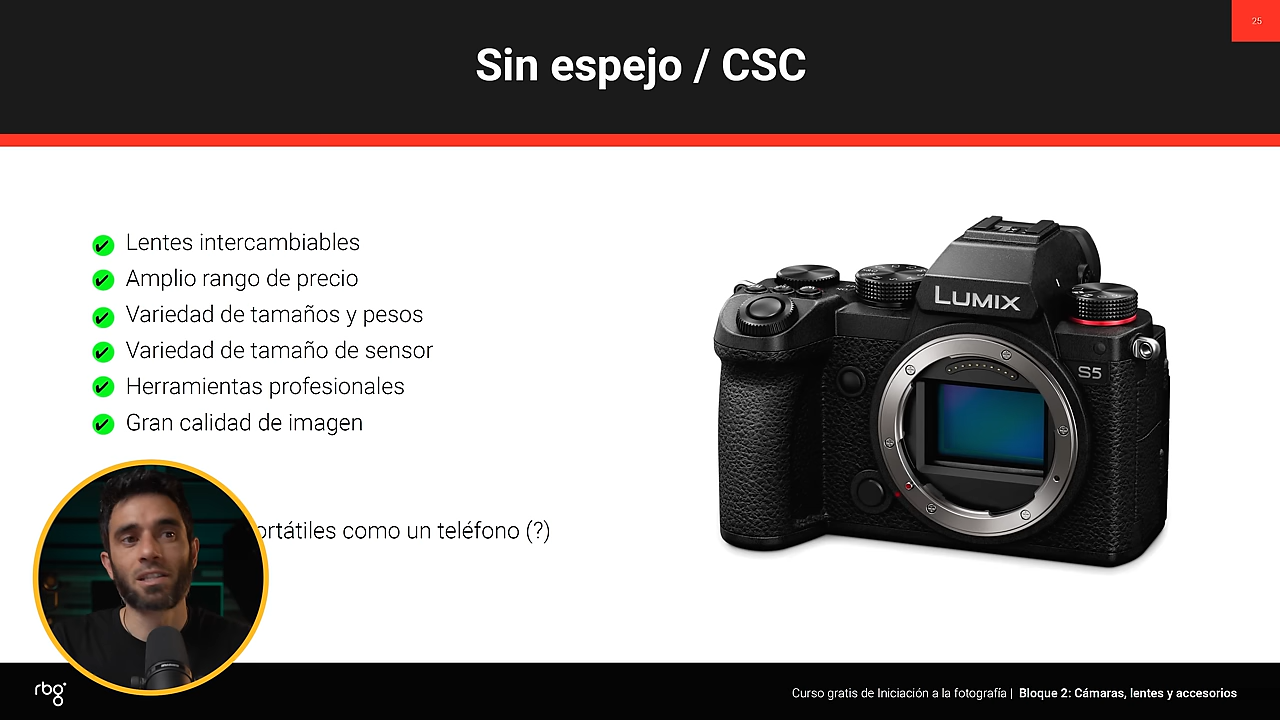 25
Sin espejo / CSC
Lentes intercambiables
Amplio rango de precio
Variedad de tamaños y pesos
Variedad de tamaño de sensor
Herramientas profesionales
Gran calidad de imagen
como un teléfono (?)
LUMIX
S5
rbg
Curso gratis de Iniciación a la fotografía | Bloque 2: Cámaras, lentes y accesorios